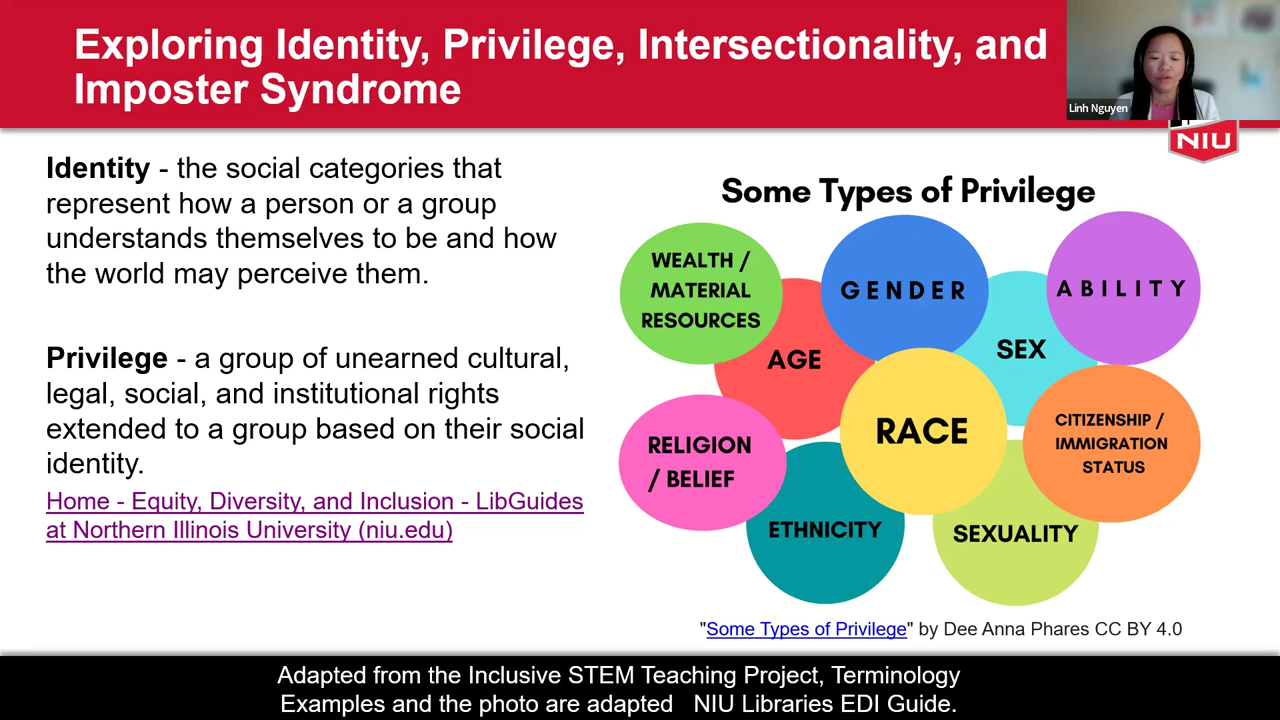 Exploring Identity, Privilege, Intersectionality, and
Imposter Syndrome
Linh Nguyen
NIU
Identity - the social categories that
represent how a person or a group
understands themselves to be and how
the world may perceive them.
Privilege - a group of unearned cultural,
legal, social, and institutional rights
extended to a group based on their social
identity.
Home - Equity, Diversity, and Inclusion - LibGuides
at Northern Illinois University (niu.edu)
Some Types of Privilege
WEALTH /
MATERIAL
RESOURCES
GENDER
ABILITY
AGE
SEX
RACE
RELIGION
/ BELIEF
CITIZENSHIP /
IMMIGRATION
STATUS
ETHNICITY
SEXUALITY
"Some Types of Privilege" by Dee Anna Phares CC BY 4.0
Adapted from the Inclusive STEM Teaching Project, Terminology
Examples and the photo are adapted   NIU Libraries EDI Guide.